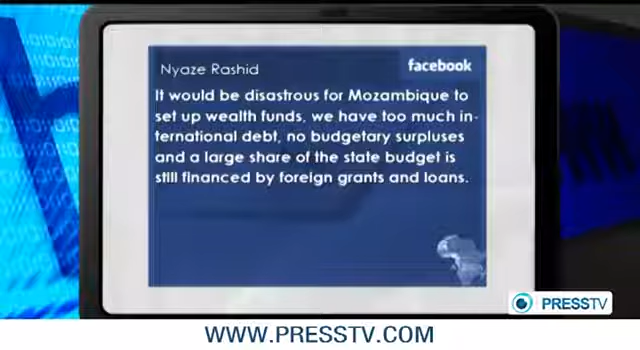 Nyaze Rashid
facebook
It would be disastrous for Mozambique to
set up wealth funds, we have too much in-
ternational debt, no budgetary surpluses
and a large share of the state budget is
still financed by foreign grants and loans.
PRESSTV
WWW.PRESSTV.COM